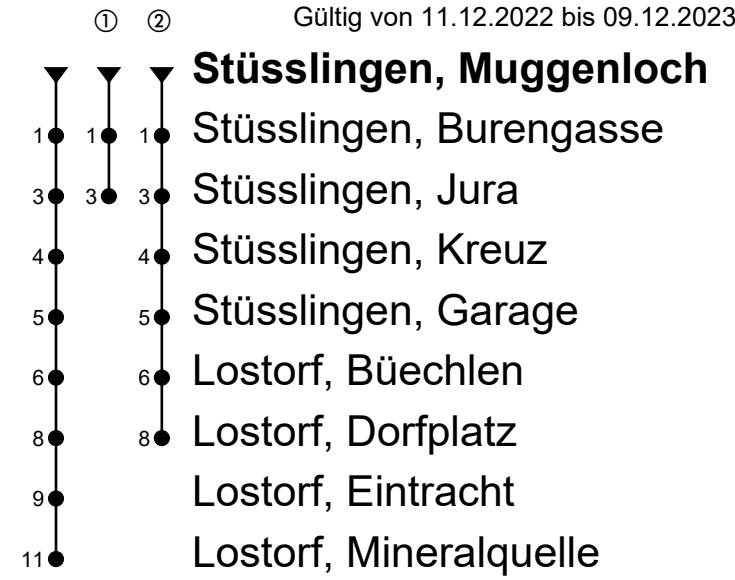 ① ② Gültig von 11.12.2022 bis 09.12.2023
Stüsslingen, Muggenloch
1 1 1 Stüsslingen, Burengasse
3 3 3 Stüsslingen, Jura
4 4 Stüsslingen, Kreuz
5 5 Stüsslingen, Garage
6 6 Lostorf, Büechlen
8 8 Lostorf, Dorfplatz
9 Lostorf, Eintracht
11 Lostorf, Mineralquelle